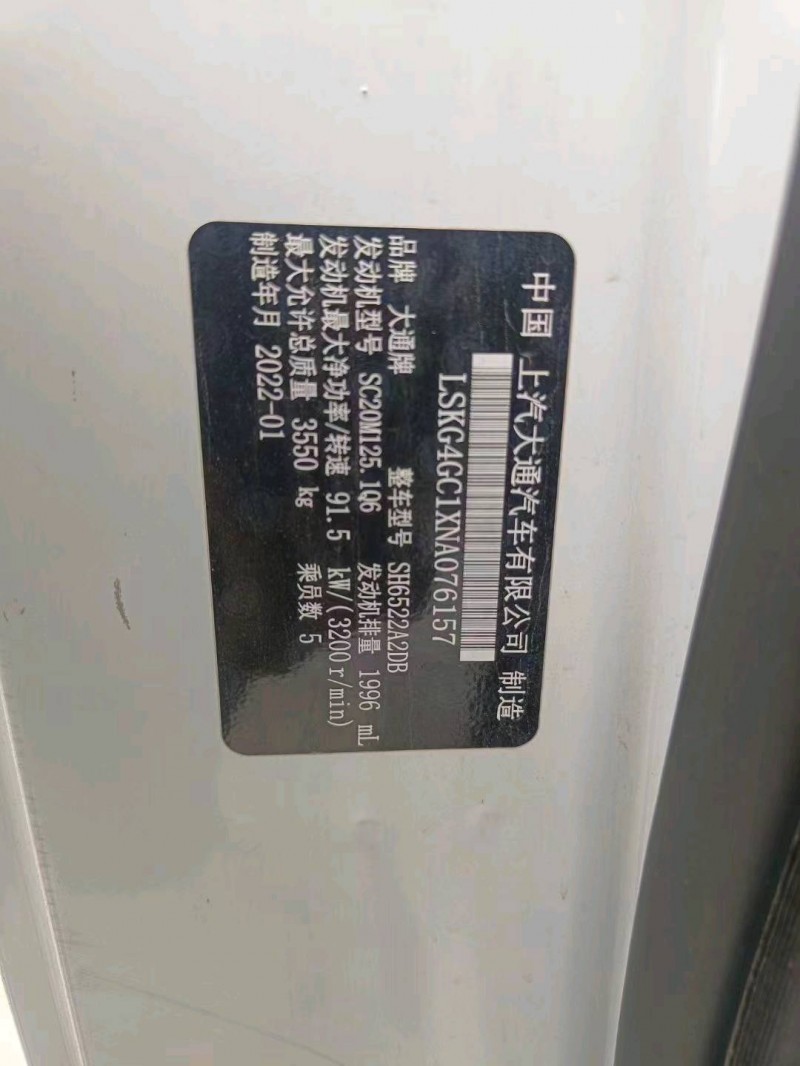 中国 上汽大通汽车有限公司 制造
LSKG4GC1XNA076157
品牌 大通牌 整车型号 SH6522A2DB
发动机型号 SC20M125.1Q6 发动机排量 1996 mL
发动机最大净功率/转速 91.5 kW/(3200r/min)
最大允许总质量 3550 kg 乘员数 5
制造年月 2022-01